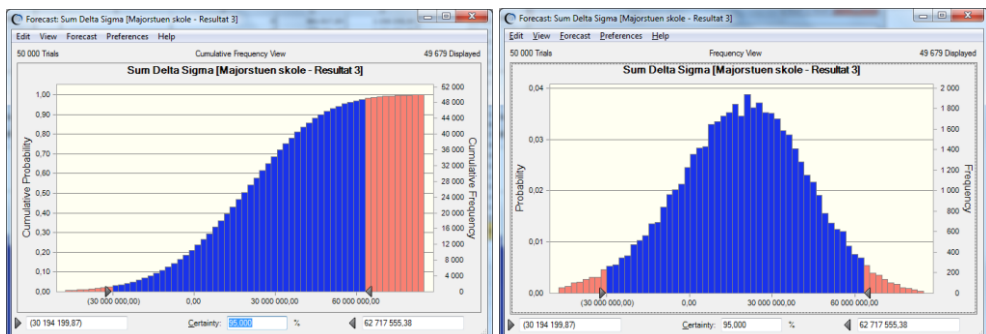 Forecast: Sum Delta Sigma [Majorstuen skole - Resultat 3]
Edit View Forecast Preferences Help
50 000 Trials Cumulative Frequency View 49 679 Displayed
Sum Delta Sigma [Majorstuen skole - Resultat 3]
Cumulative Probability
1,00
0,90
0,80
0,70
0,60
0,50
0,40
0,30
0,20
0,10
0,00
52 000
48 000
44 000
40 000
36 000
32 000
28 000
24 000
20 000
16 000
12 000
8 000
4 000
0
Cumulative Frequency
(30 000 000,00) 0,00 30 000 000,00 60 000 000,00
(30 194 199,87) Certainty: 95,000 % 62 717 555,38
Forecast: Sum Delta Sigma [Majorstuen skole - Resultat 3]
Edit View Forecast Preferences Help
50 000 Trials Frequency View 49 679 Displayed
Sum Delta Sigma [Majorstuen skole - Resultat 3]
Probability
0,04
0,03
0,02
0,01
0,00
2 000
1 800
1 600
1 400
1 200
1 000
800
600
400
200
0
Frequency
(30 000 000,00) 0,00 30 000 000,00 60 000 000,00
(30 194 199,87) Certainty: 95,000 % 62 717 555,38